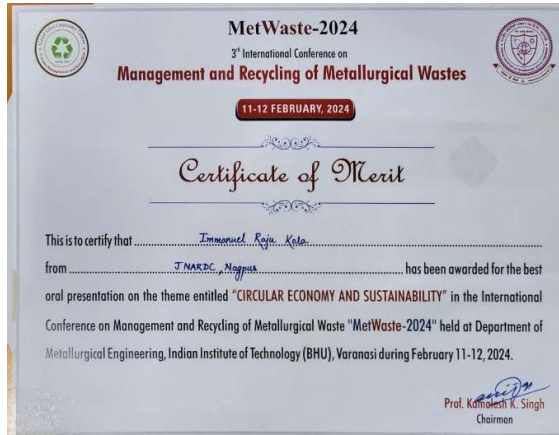 MetWaste-2024
3rd International Conference on
Management and Recycling of Metallurgical Wastes
11-12 FEBRUARY, 2024
Certificate of Merit
This is to certify that Immanuel Raju Kola
from JNARDC, Nagpur has been awarded for the best
oral presentation on the theme entitled "CIRCULAR ECONOMY AND SUSTAINABILITY" in the International
Conference on Management and Recycling of Metallurgical Waste "MetWaste-2024" held at Department of
Metallurgical Engineering, Indian Institute of Technology (BHU), Varanasi during February 11-12, 2024.
Prof. Kamalesh K. Singh
Chairman